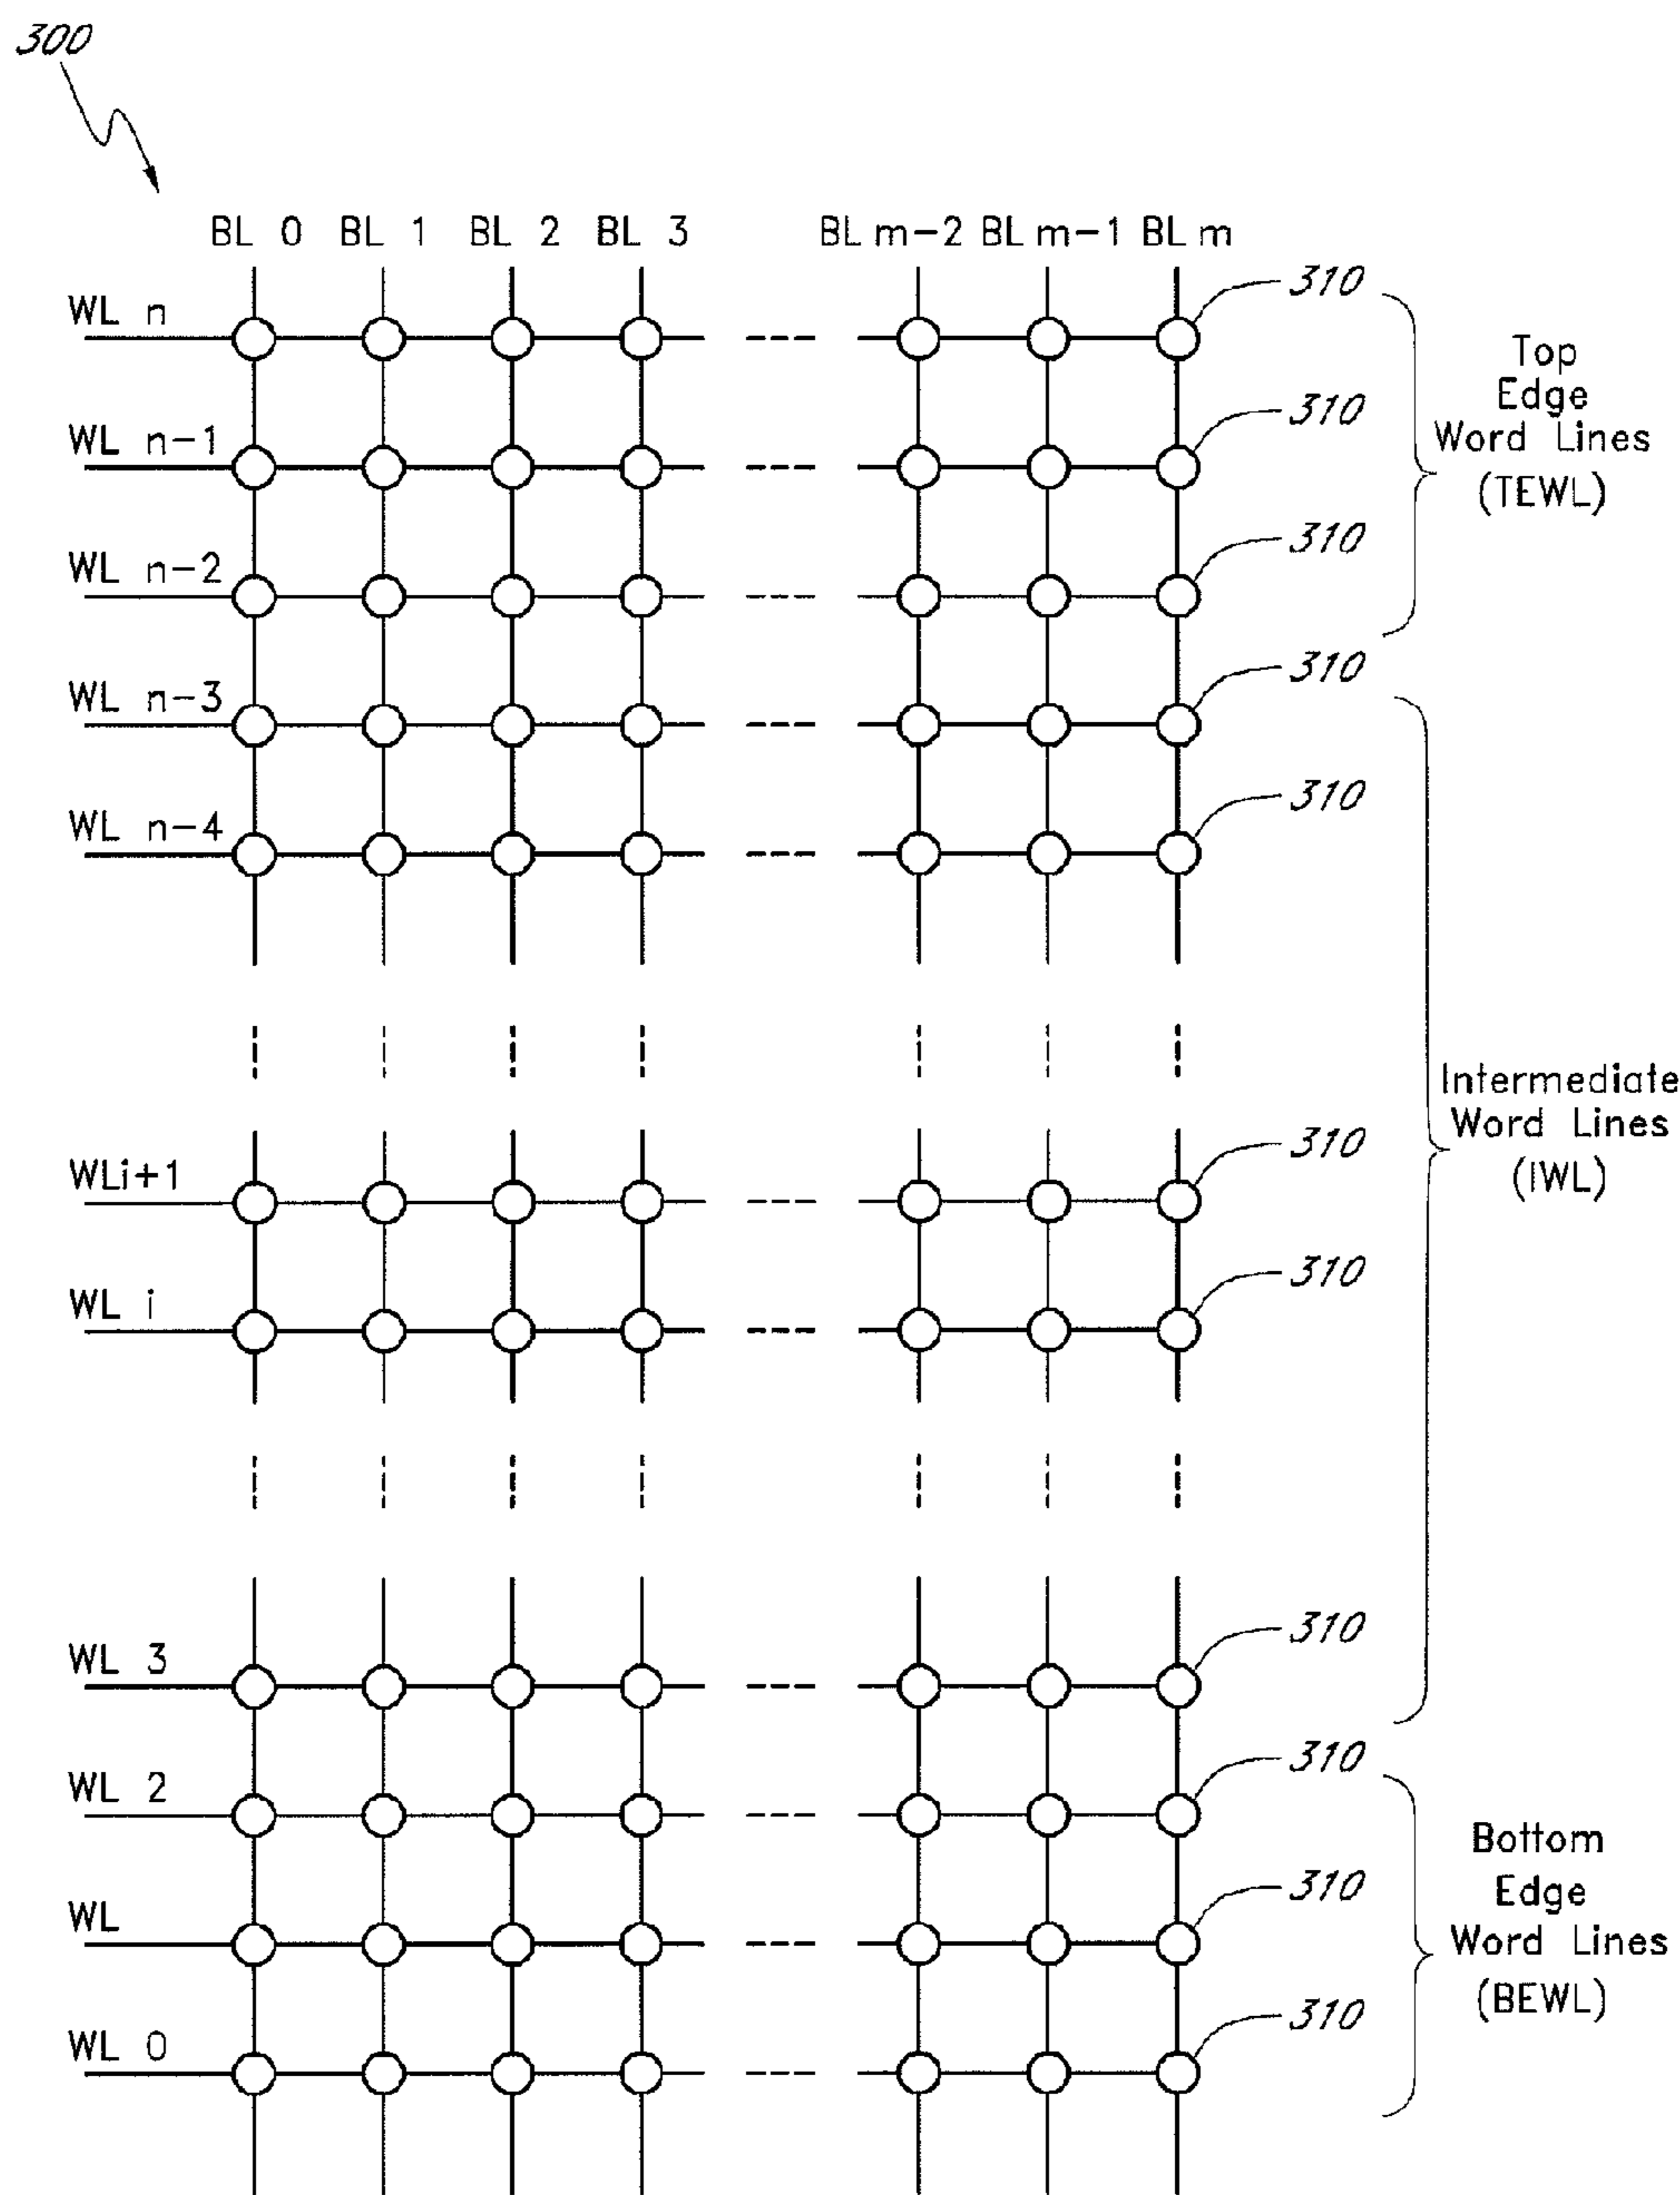 300
BL 0 BL 1 BL 2 BL 3 BL m-2 BL m-1 BL m
WL n 310
WL n-1 310
WL n-2 310
Top
Edge
Word Lines
(TEWL)
WL n-3 310
WL n-4 310
WLi+1 310
WL i 310
Intermediate
Word Lines
(IWL)
WL 3 310
WL 2 310
WL 310
WL 0 310
Bottom
Edge
Word Lines
(BEWL)